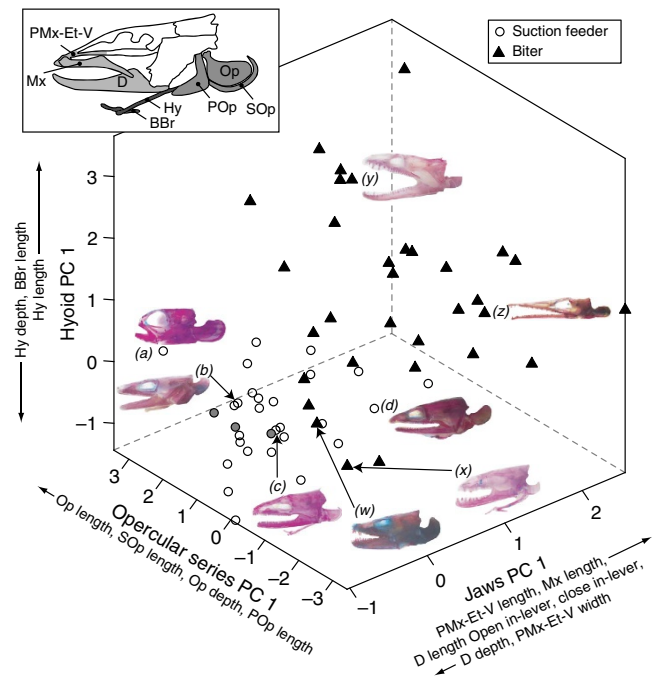 PMx-Et-V
Mx
D
Op
Hy
BBr
POp
SOp
Suction feeder
Biter
Hy depth, BBr length
Hy length
Hyoid PC 1
3
2
1
0
−1
(y)
(z)
(a)
(b)
(d)
(c)
(x)
(w)
3
2
1
0
−1
−2
−3
Opercular series PC 1
Op length, SOp length, Op depth, POp length
−1
0
1
2
Jaws PC 1
PMx-Et-V length, Mx length,
D length Open in-lever, close in-lever,
D depth, PMx-Et-V width